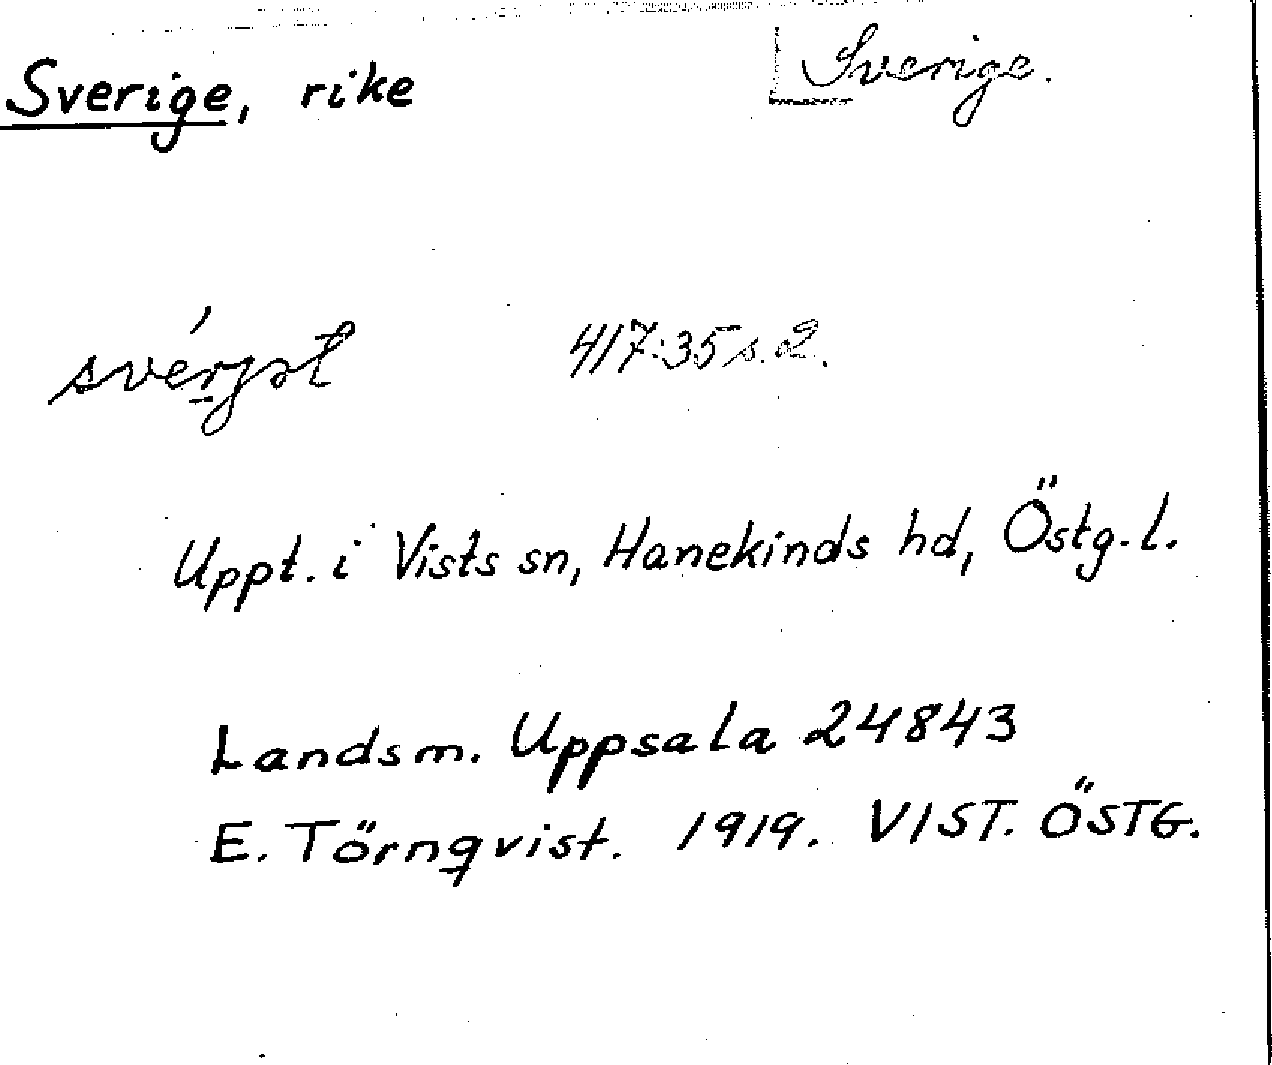 Sverige, rike
Sverige.
417:35 s. 2.
Uppt. i Vists sn, Hanekinds hd, Östg. l.
Landsm. Uppsala 24843
E. Törnqvist. 1919. VIST. ÖSTG.